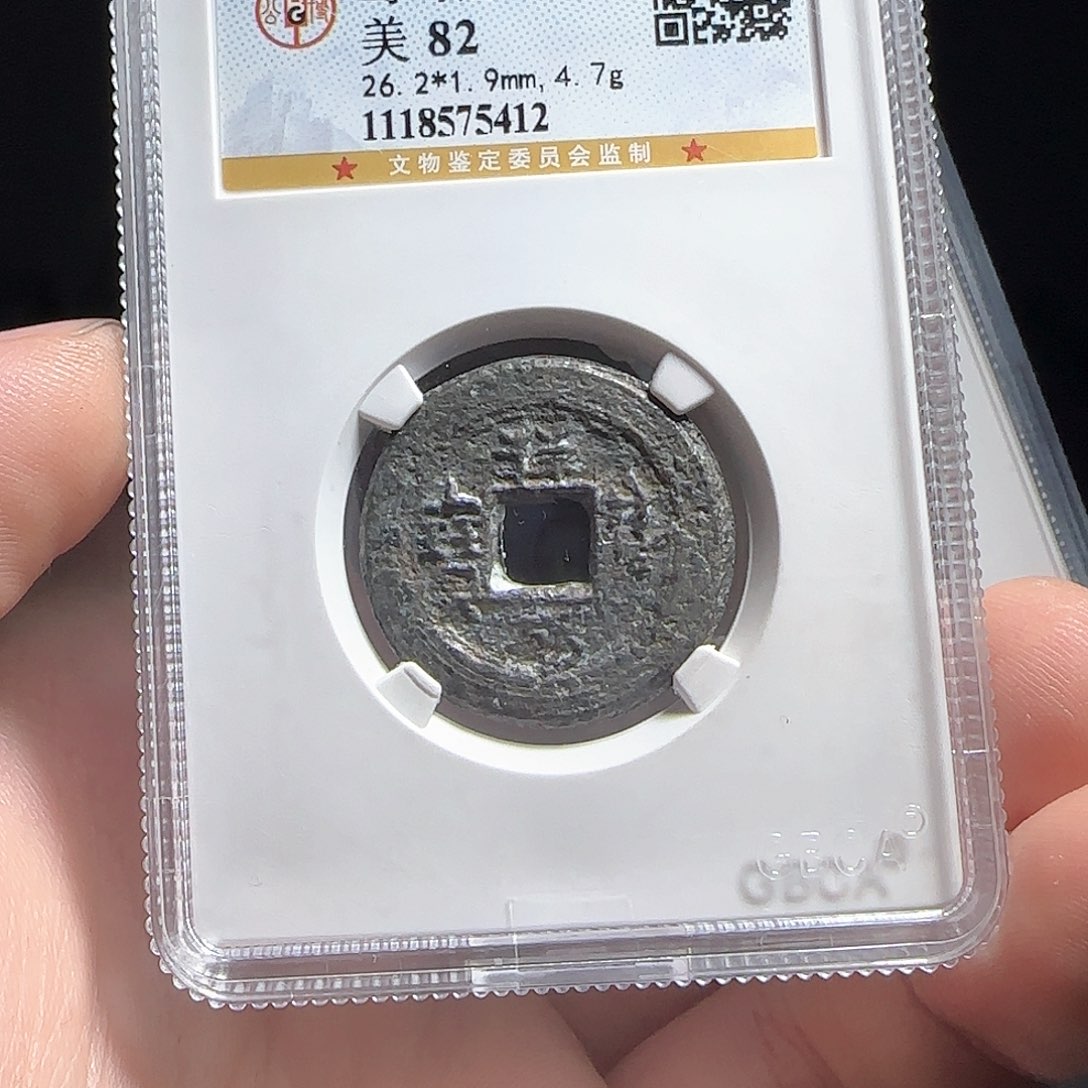 美 82
26.2*1.9mm, 4.7g
1118575412
文物鉴定委员会监制
祥
GBCA